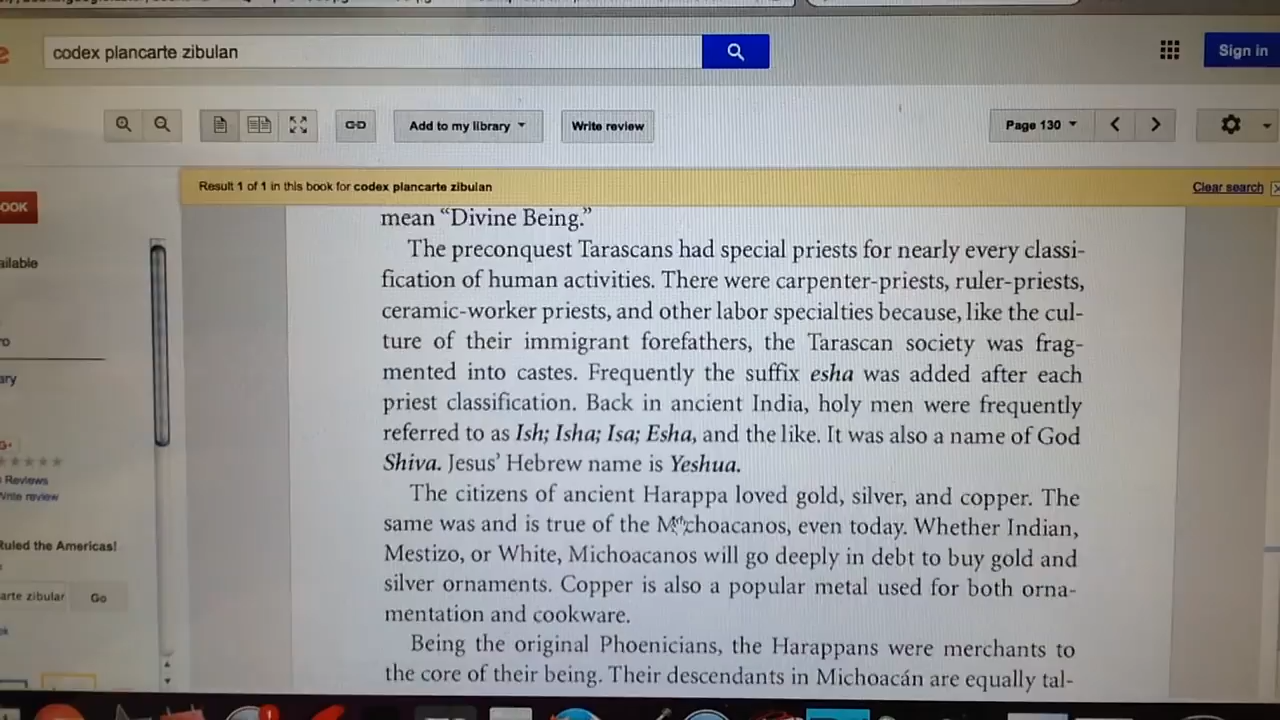 codex plancarte zibulan
Sign in
Add to my library
Write review
Page 130
Result 1 of 1 in this book for codex plancarte zibulan
Clear search
OOK
ailable
ary
Reviews
Write review
Ruled the Americas!
arte zibular
Go
mean “Divine Being.”
The preconquest Tarascans had special priests for nearly every classi-
fication of human activities. There were carpenter-priests, ruler-priests,
ceramic-worker priests, and other labor specialties because, like the cul-
ture of their immigrant forefathers, the Tarascan society was frag-
mented into castes. Frequently the suffix esha was added after each
priest classification. Back in ancient India, holy men were frequently
referred to as Ish; Isha; Isa; Esha, and the like. It was also a name of God
Shiva. Jesus’ Hebrew name is Yeshua.
The citizens of ancient Harappa loved gold, silver, and copper. The
same was and is true of the Michoacanos, even today. Whether Indian,
Mestizo, or White, Michoacanos will go deeply in debt to buy gold and
silver ornaments. Copper is also a popular metal used for both orna-
mentation and cookware.
Being the original Phoenicians, the Harappans were merchants to
the core of their being. Their descendants in Michoacán are equally tal-